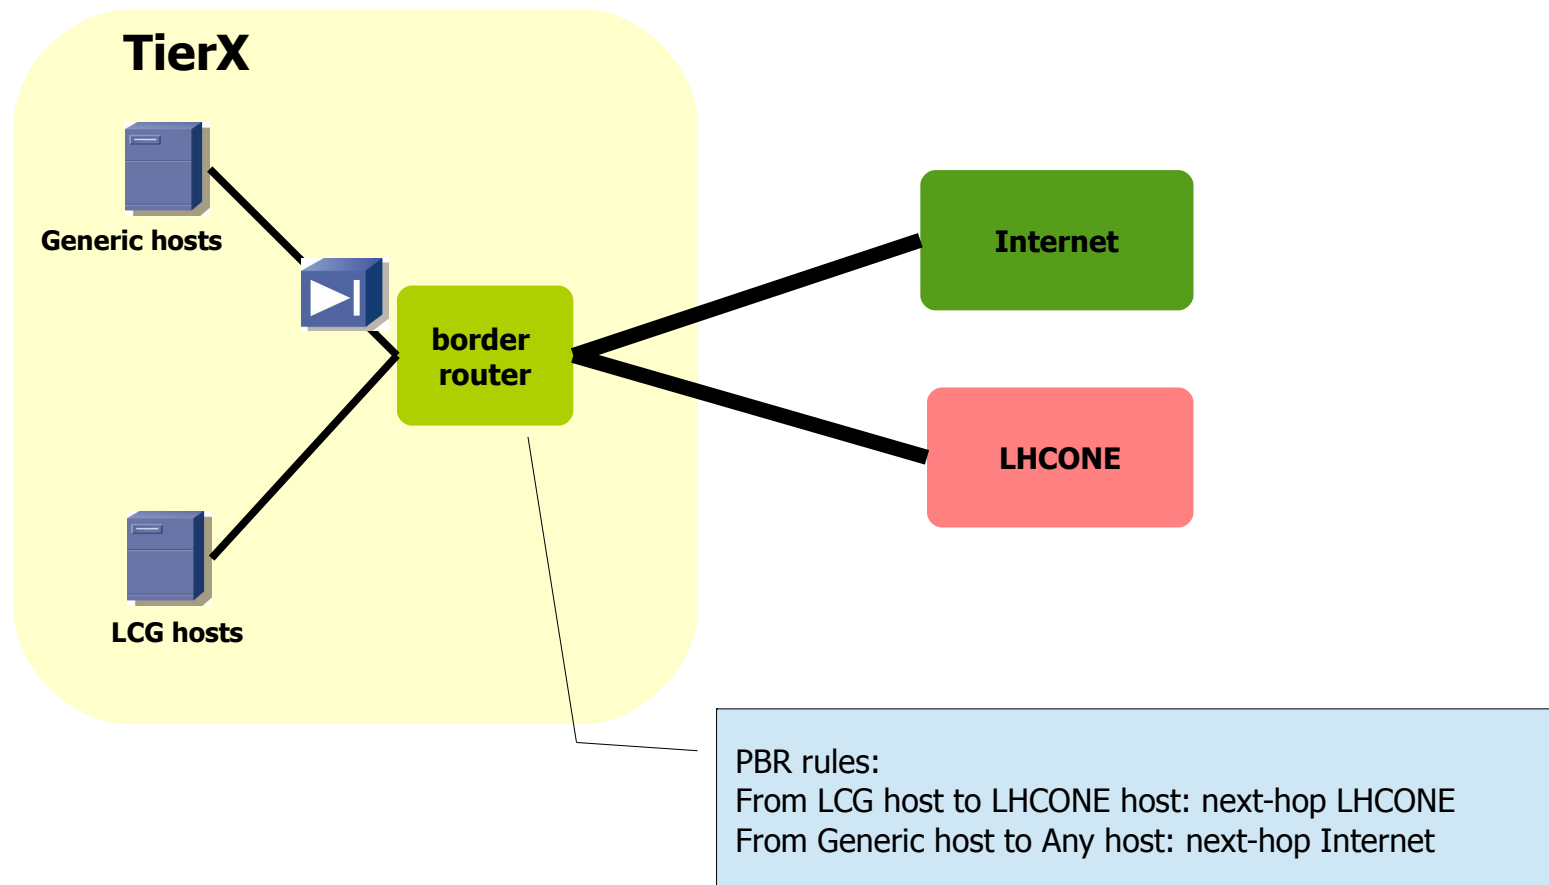 TierX
Generic hosts
Internet
border
router
LHCONE
LCG hosts
PBR rules:
From LCG host to LHCONE host: next-hop LHCONE
From Generic host to Any host: next-hop Internet